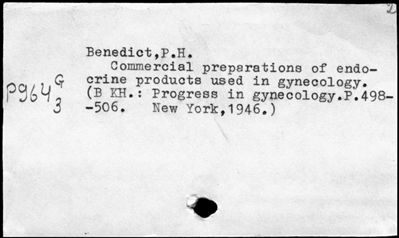 Benedict,P.H.
Commercial preparations of endo-
crine products used in gynecology.
(B KH.: Progress in gynecology.P.498-
-506. New York,1946.)
P964 G
3
2